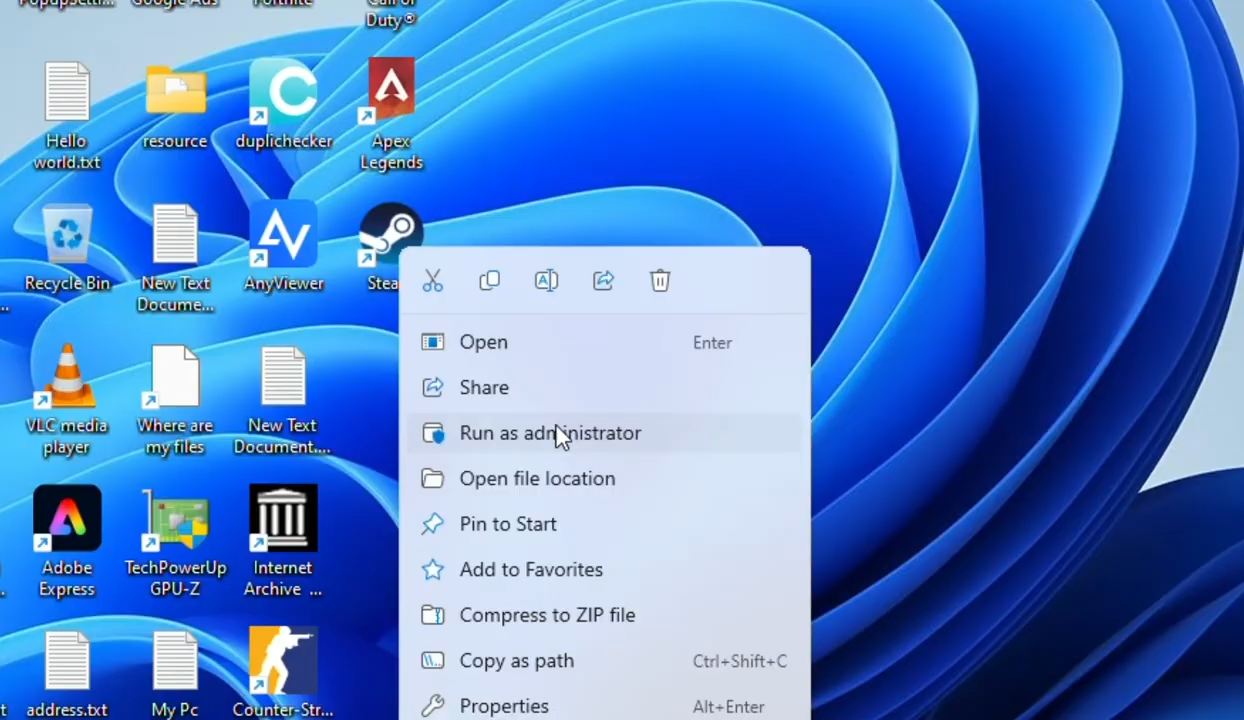 Google Ads
Fortnite
Call of
Duty®
Hello
world.txt
resource
duplichecker
Apex
Legends
Recycle Bin
New Text
Docume...
AnyViewer
Stea
VLC media
player
Where are
my files
New Text
Document....
Adobe
Express
TechPowerUp
GPU-Z
Internet
Archive ...
address.txt
My Pc
Counter-Str...
Open Enter
Share
Run as administrator
Open file location
Pin to Start
Add to Favorites
Compress to ZIP file
Copy as path Ctrl+Shift+C
Properties Alt+Enter